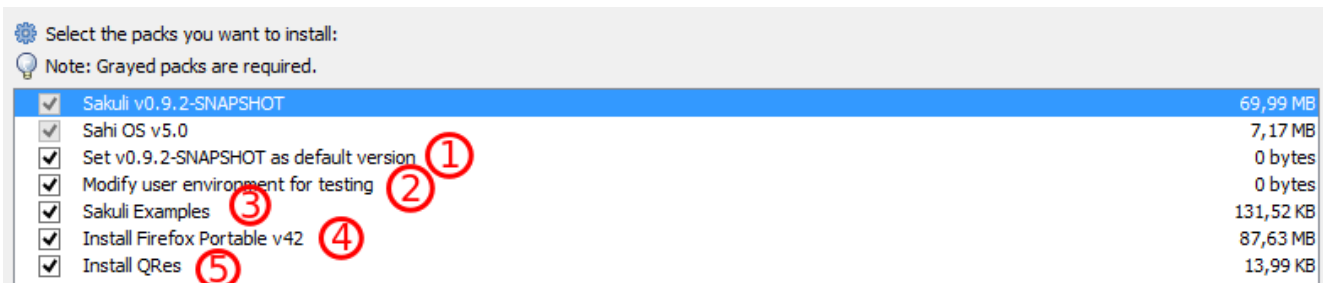 Select the packs you want to install:
Note: Grayed packs are required.
Sakuli v0.9.2-SNAPSHOT 69,99 MB
Sahi OS v5.0 7,17 MB
Set v0.9.2-SNAPSHOT as default version 1 0 bytes
Modify user environment for testing 2 0 bytes
Sakuli Examples 3 131,52 KB
Install Firefox Portable v42 4 87,63 MB
Install QRes 5 13,99 KB